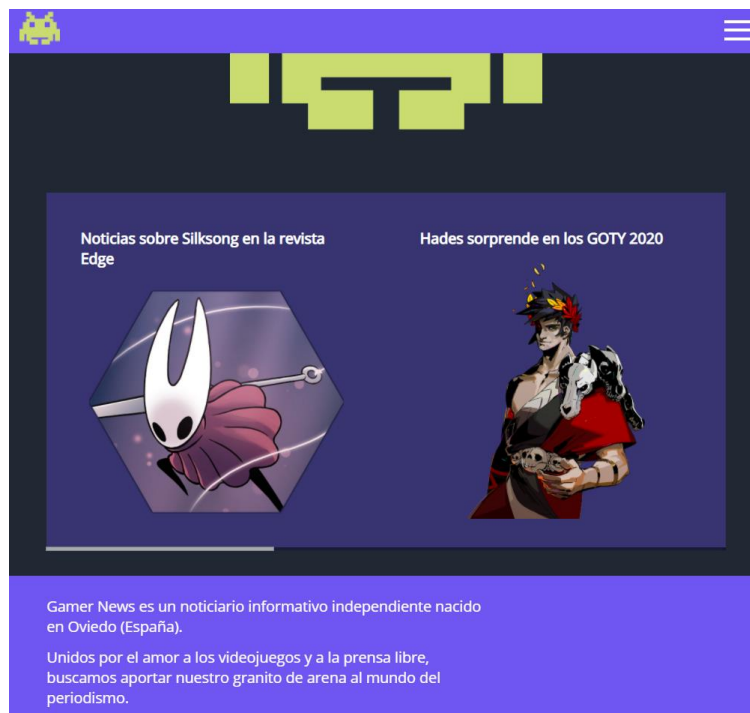 Noticias sobre Silksong en la revista
Edge
Hades sorprende en los GOTY 2020
Gamer News es un noticiario informativo independiente nacido
en Oviedo (España).
Unidos por el amor a los videojuegos y a la prensa libre,
buscamos aportar nuestro granito de arena al mundo del
periodismo.